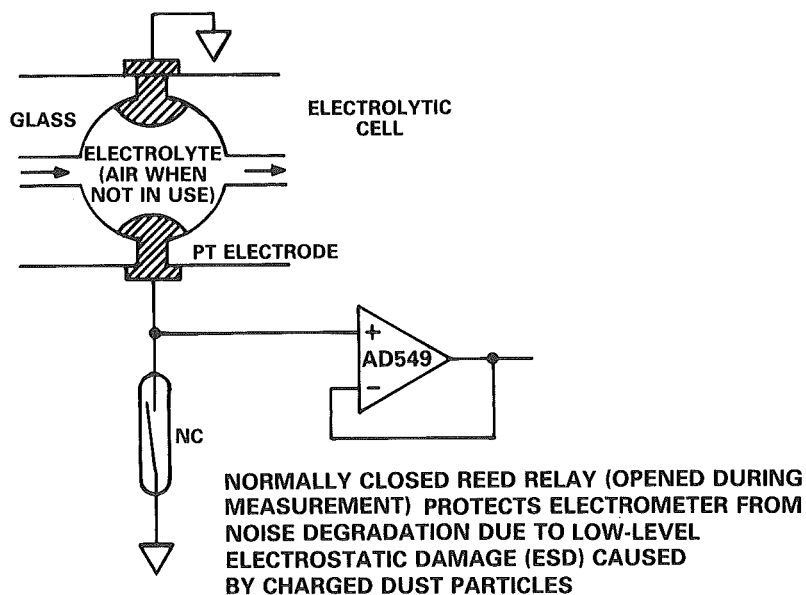 GLASS
ELECTROLYTIC
CELL
ELECTROLYTE
(AIR WHEN
NOT IN USE)
PT ELECTRODE
+
AD549
−
NC
NORMALLY CLOSED REED RELAY (OPENED DURING
MEASUREMENT) PROTECTS ELECTROMETER FROM
NOISE DEGRADATION DUE TO LOW-LEVEL
ELECTROSTATIC DAMAGE (ESD) CAUSED
BY CHARGED DUST PARTICLES